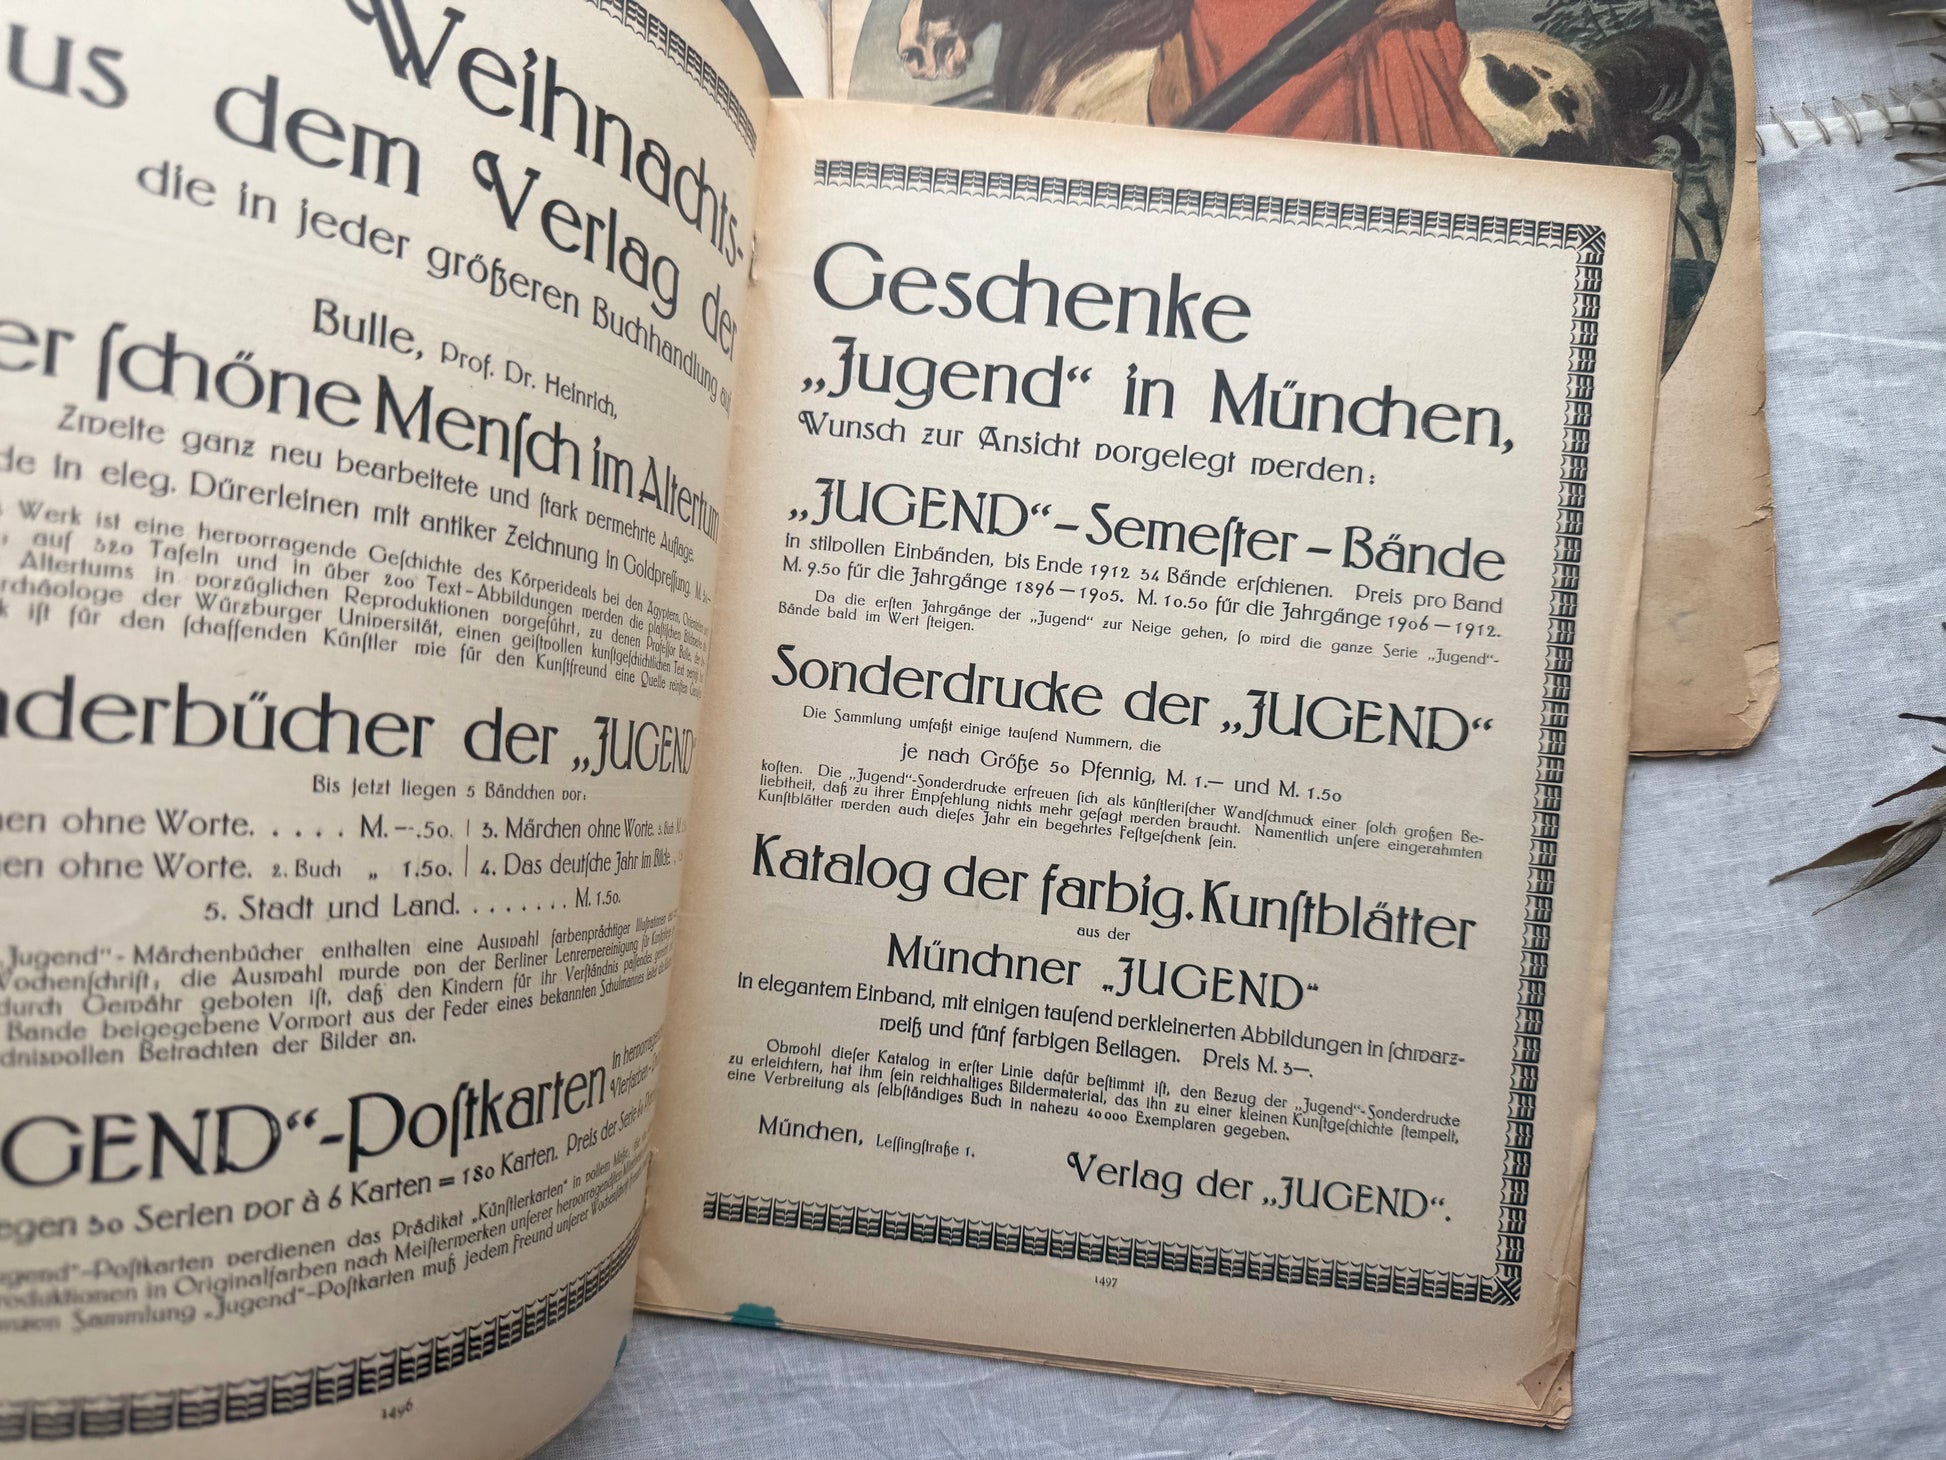 Weihnachts-
us dem Verlag der
die in jeder größeren Buchhandlung auf
Bulle, Prof. Dr. Heinrich,
er ſchöne Menſch im Altertum
Zweite ganz neu bearbeitete und ſtark vermehrte Auflage.
de in eleg. Dürerleinen mit antiker Zeichnung in Goldpreſſung. M.
Werk ist eine hervorragende Geſchichte des Körperideals bei den Ägyptern,
auf 320 Tafeln und in über 200 Text-Abbildungen werden die plaſtiſchen
Altertums in vorzüglichen Reproduktionen vorgeführt, zu denen Profeſſor Bulle, der
rchäologe der Würzburger Univerſität, einen geiſtvollen kunſtgeſchichtlichen Text
k iſt für den ſchaffenden Künſtler wie für den Kunſtfreund eine Quelle reinſten
nderbücher der „JUGEND“
Bis jetzt liegen 5 Bändchen vor:
en ohne Worte. . . . . M. —.50. | 3. Märchen ohne Worte. 3. Buch
en ohne Worte. 2. Buch „ 1.50. | 4. Das deutſche Jahr im Bilde.
5. Stadt und Land. . . . . . . . M. 1.50.
Jugend“-Märchenbücher enthalten eine Auswahl farbenprächtiger Illuſtrationen
Wochenſchrift, die Auswahl wurde von der Berliner Lehrervereinigung für
durch Gewähr geboten iſt, daß den Kindern für ihr Verſtändnis paſſendes
Bande beigegebene Vorwort aus der Feder eines bekannten Schulmannes
dnisvollen Betrachten der Bilder an.
GEND“-Poſtkarten
In
Vierfarben-
egen 30 Serien vor à 6 Karten = 180 Karten. Preis der Serie 60
ugend“-Poſtkarten verdienen das Prädikat „Künſtlerkarten“ in vollem Maße,
roduktionen in Originalfarben nach Meiſterwerken unſerer hervorragendſten
Sammlung „Jugend“-Poſtkarten muß jedem Freund unſerer Wochenſchrift
1496
Geschenke
„Jugend“ in München,
Wunsch zur Ansicht vorgelegt werden:
„JUGEND“-Semeſter-Bände
in stilvollen Einbänden, bis Ende 1912 34 Bände erſchienen. Preis pro Band
M. 9.50 für die Jahrgänge 1896—1905. M. 10.50 für die Jahrgänge 1906—1912.
Da die erſten Jahrgänge der „Jugend“ zur Neige gehen, ſo wird die ganze Serie „Jugend“-
Bände bald im Wert ſteigen.
Sonderdrucke der „JUGEND“
Die Sammlung umfaßt einige tauſend Nummern, die
je nach Größe 50 Pfennig, M. 1.— und M. 1.50
koſten. Die „Jugend“-Sonderdrucke erfreuen ſich als künſtleriſcher Wandſchmuck einer ſolch großen Be-
liebtheit, daß zu ihrer Empfehlung nichts mehr geſagt werden braucht. Namentlich unſere eingerahmten
Kunſtblätter werden auch dieſes Jahr ein begehrtes Feſtgeſchenk ſein.
Katalog der farbig. Kunſtblätter
aus der
Münchner „JUGEND“
In elegantem Einband, mit einigen tauſend verkleinerten Abbildungen in ſchwarz-
weiß und fünf farbigen Beilagen. Preis M. 3—.
Obwohl dieſer Katalog in erſter Linie dafür beſtimmt iſt, den Bezug der „Jugend“-Sonderdrucke
zu erleichtern, hat ihm ſein reichhaltiges Bildermaterial, das ihn zu einer kleinen Kunſtgeſchichte ſtempelt,
eine Verbreitung als ſelbſtändiges Buch in nahezu 40000 Exemplaren gegeben.
München, Leſſingſtraße 1.
Verlag der „JUGEND“.
1497